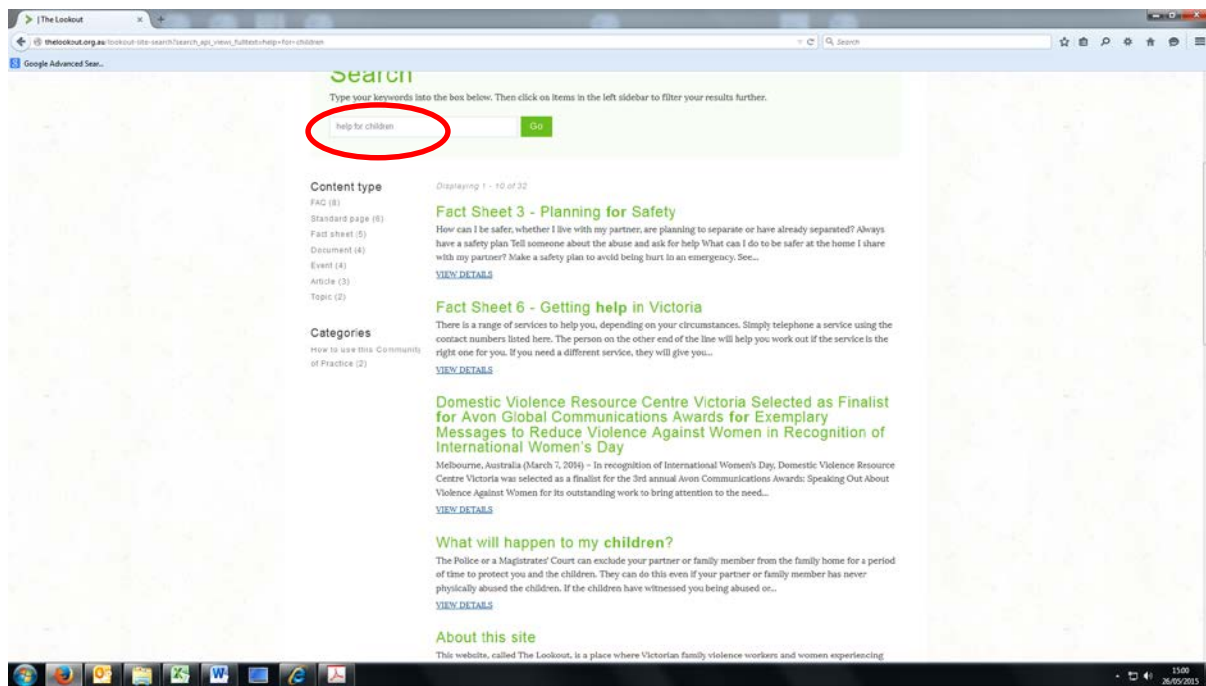 | The Lookout
thelookout.org.au/lookout-site-search?search_api_views_fulltext=help+for+children
Search
Google Advanced Sear...
Search
Type your keywords into the box below. Then click on items in the left sidebar to filter your results further.
help for children
Go
Content type
FAQ (8)
Standard page (6)
Fact sheet (5)
Document (4)
Event (4)
Article (3)
Topic (2)
Categories
How to use this Community
of Practice (2)
Displaying 1 - 10 of 32
Fact Sheet 3 - Planning for Safety
How can I be safer, whether I live with my partner, are planning to separate or have already separated? Always
have a safety plan Tell someone about the abuse and ask for help What can I do to be safer at the home I share
with my partner? Make a safety plan to avoid being hurt in an emergency. See...
VIEW DETAILS
Fact Sheet 6 - Getting help in Victoria
There is a range of services to help you, depending on your circumstances. Simply telephone a service using the
contact numbers listed here. The person on the other end of the line will help you work out if the service is the
right one for you. If you need a different service, they will give you...
VIEW DETAILS
Domestic Violence Resource Centre Victoria Selected as Finalist
for Avon Global Communications Awards for Exemplary
Messages to Reduce Violence Against Women in Recognition of
International Women's Day
Melbourne, Australia (March 7, 2014) – In recognition of International Women's Day, Domestic Violence Resource
Centre Victoria was selected as a finalist for the 3rd annual Avon Communications Awards: Speaking Out About
Violence Against Women for its outstanding work to bring attention to the need...
VIEW DETAILS
What will happen to my children?
The Police or a Magistrates' Court can exclude your partner or family member from the family home for a period
of time to protect you and the children. They can do this even if your partner or family member has never
physically abused the children. If the children have witnessed you being abused or...
VIEW DETAILS
About this site
This website, called The Lookout, is a place where Victorian family violence workers and women experiencing
15:00
26/05/2015